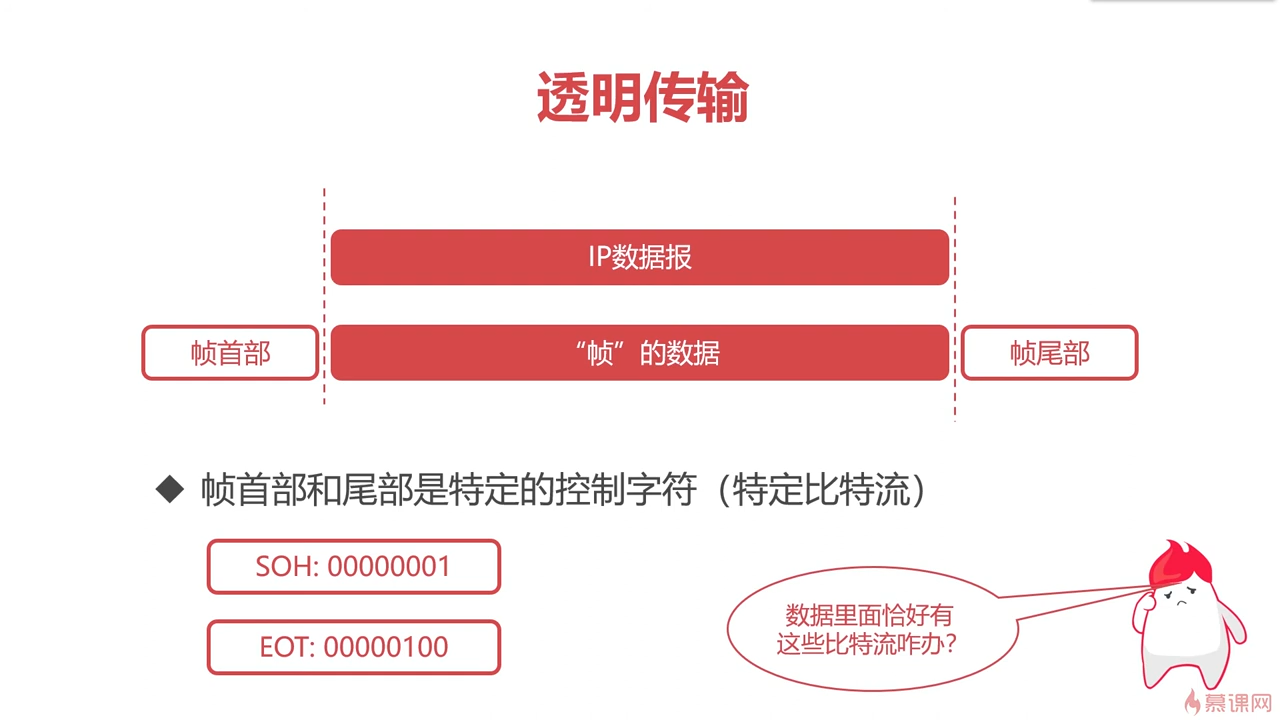 透明传输
IP数据报
帧首部
“帧”的数据
帧尾部
◆ 帧首部和尾部是特定的控制字符（特定比特流）
SOH: 00000001
EOT: 00000100
数据里面恰好有
这些比特流咋办？
慕课网